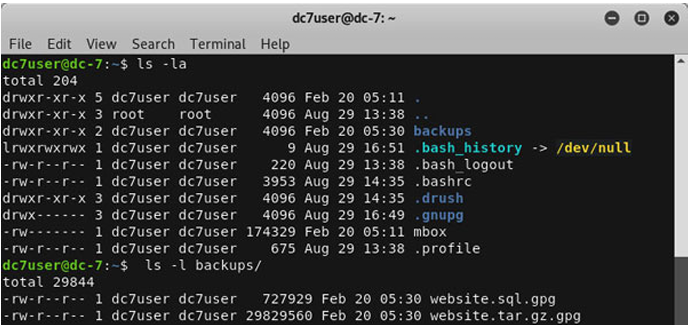 dc7user@dc-7: ~
File Edit View Search Terminal Help
dc7user@dc-7:~$ ls -la
total 204
drwxr-xr-x 5 dc7user dc7user   4096 Feb 20 05:11 .
drwxr-xr-x 3 root    root      4096 Aug 29 13:38 ..
drwxr-xr-x 2 dc7user dc7user   4096 Feb 20 05:30 backups
lrwxrwxrwx 1 dc7user dc7user      9 Aug 29 16:51 .bash_history -> /dev/null
-rw-r--r-- 1 dc7user dc7user    220 Aug 29 13:38 .bash_logout
-rw-r--r-- 1 dc7user dc7user   3953 Aug 29 14:35 .bashrc
drwxr-xr-x 3 dc7user dc7user   4096 Aug 29 14:35 .drush
drwx------ 3 dc7user dc7user   4096 Aug 29 16:49 .gnupg
-rw------- 1 dc7user dc7user 174329 Feb 20 05:11 mbox
-rw-r--r-- 1 dc7user dc7user    675 Aug 29 13:38 .profile
dc7user@dc-7:~$  ls -l backups/
total 29844
-rw-r--r-- 1 dc7user dc7user   727929 Feb 20 05:30 website.sql.gpg
-rw-r--r-- 1 dc7user dc7user 29829560 Feb 20 05:30 website.tar.gz.gpg